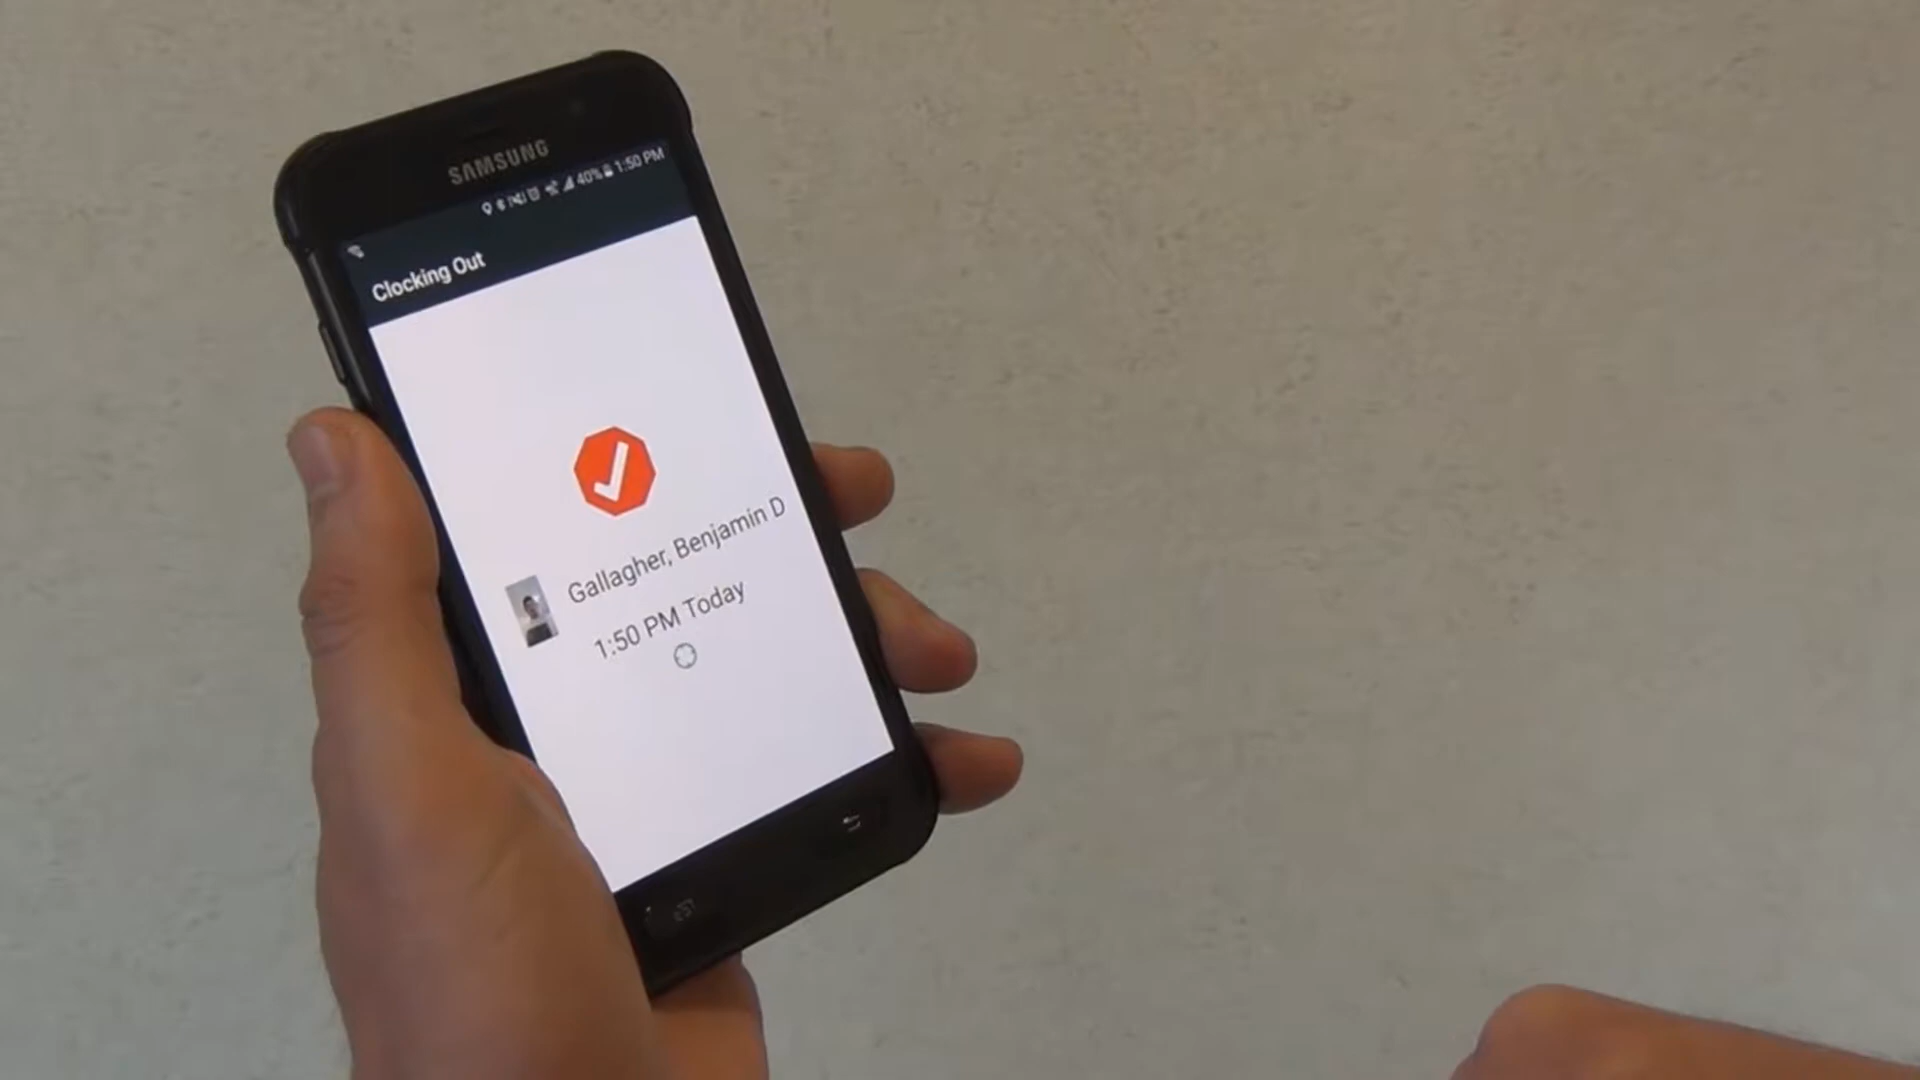 SAMSUNG
40% 1:50 PM
Clocking Out
Gallagher, Benjamin D
1:50 PM Today